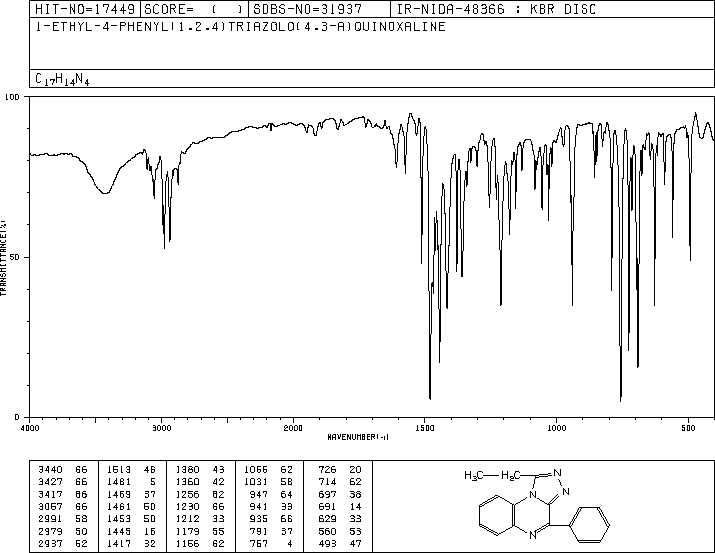 HIT-NO=17449 SCORE= ( ) SDBS-NO=31937 IR-NIDA-48366 : KBR DISC
1-ETHYL-4-PHENYL(1.2.4)TRIAZOLO(4.3-A)QUINOXALINE
C17H14N4
100
50
0
TRANSMITTANCE(%)
4000 3000 2000 1500 1000 500
WAVENUMBER(-1)
3440 66 1513 46 1380 43 1066 62 726 20
3427 66 1481 5 1360 42 1031 58 714 62
3417 66 1469 37 1256 62 947 64 697 38
3067 66 1461 60 1230 66 941 39 691 14
2991 58 1453 50 1212 33 935 66 629 33
2979 50 1445 16 1179 55 791 37 560 53
2937 62 1417 32 1166 62 757 4 493 47
H3C H2C N
N N
N